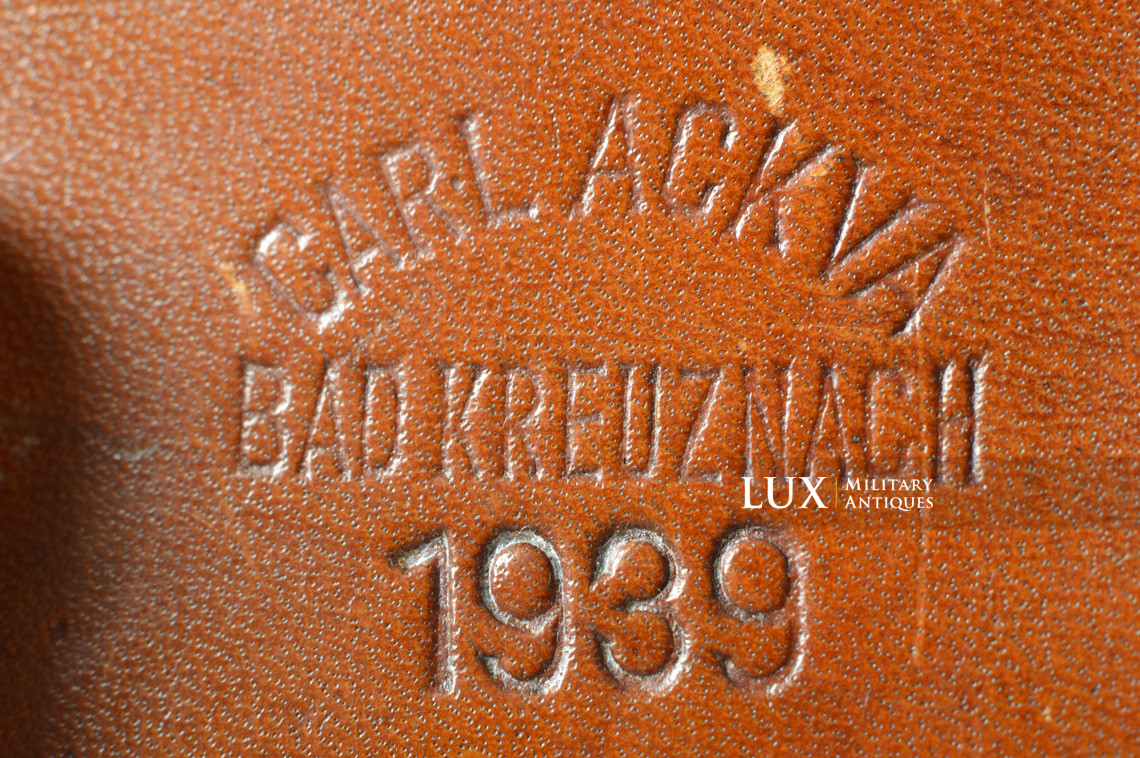 CARL ACKVA
BAD KREUZNACH
LUX MILITARY
ANTIQUES
1939